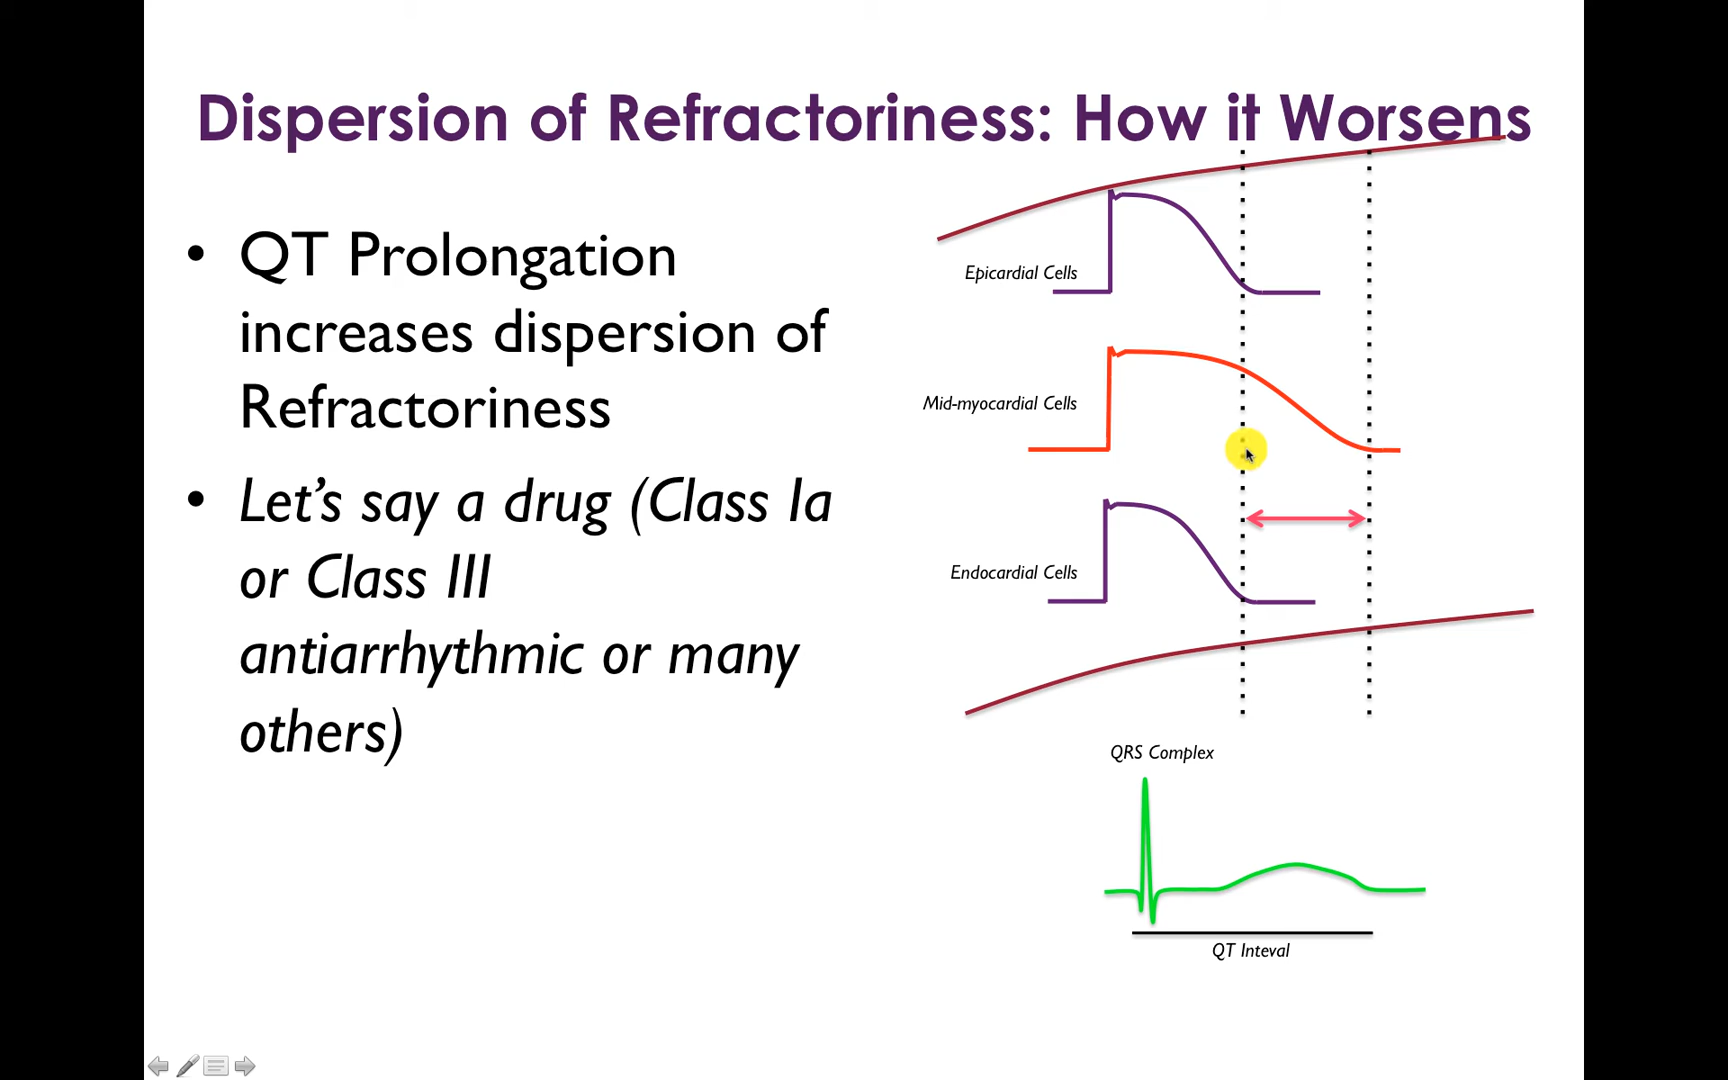 Dispersion of Refractoriness: How it Worsens
• QT Prolongation
increases dispersion of
Refractoriness
• Let’s say a drug (Class Ia
or Class III
antiarrhythmic or many
others)
Epicardial Cells
Mid-myocardial Cells
Endocardial Cells
QRS Complex
QT Inteval